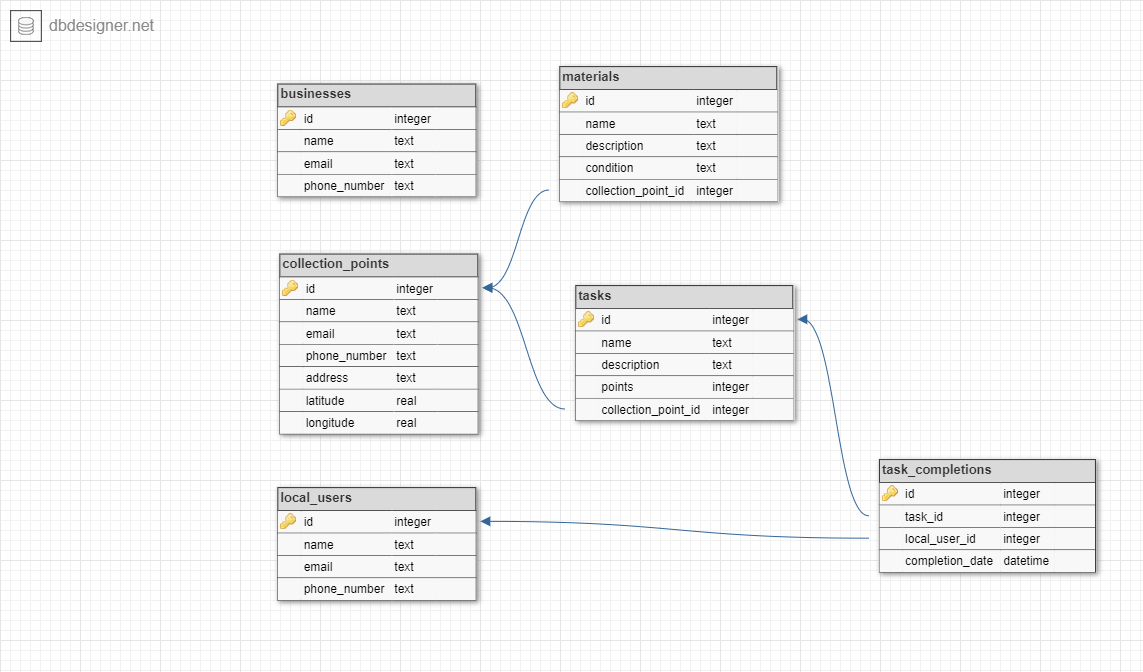 dbdesigner.net
businesses
id integer
name text
email text
phone_number text
materials
id integer
name text
description text
condition text
collection_point_id integer
collection_points
id integer
name text
email text
phone_number text
address text
latitude real
longitude real
tasks
id integer
name text
description text
points integer
collection_point_id integer
local_users
id integer
name text
email text
phone_number text
task_completions
id integer
task_id integer
local_user_id integer
completion_date datetime